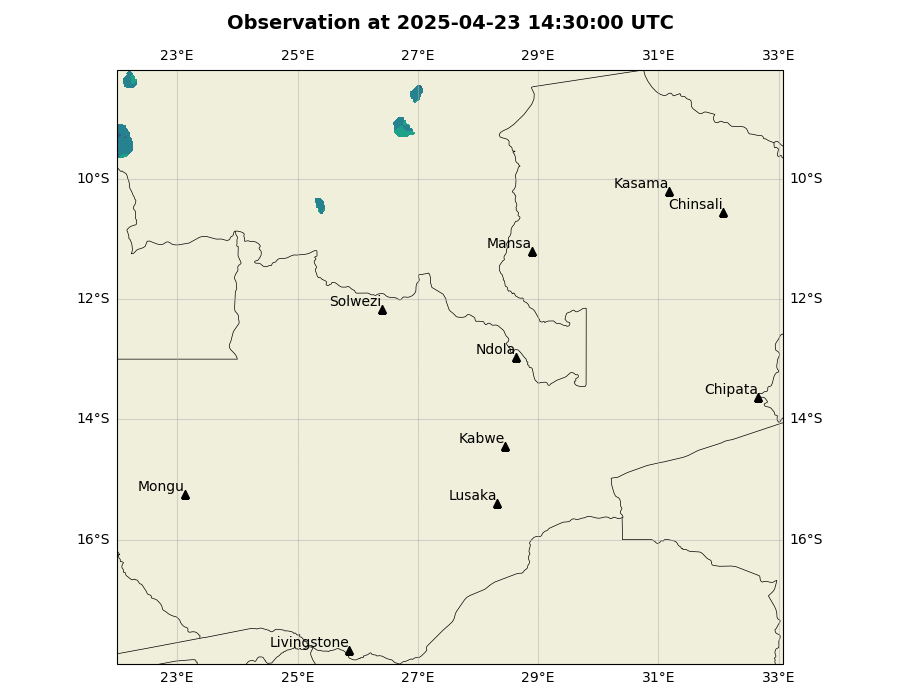 Observation at 2025-04-23 14:30:00 UTC
23°E 25°E 27°E 29°E 31°E 33°E
10°S 10°S
Kasama
Chinsali
Mansa
12°S 12°S
Solwezi
Ndola
Chipata
14°S 14°S
Kabwe
Mongu
Lusaka
16°S 16°S
Livingstone
23°E 25°E 27°E 29°E 31°E 33°E